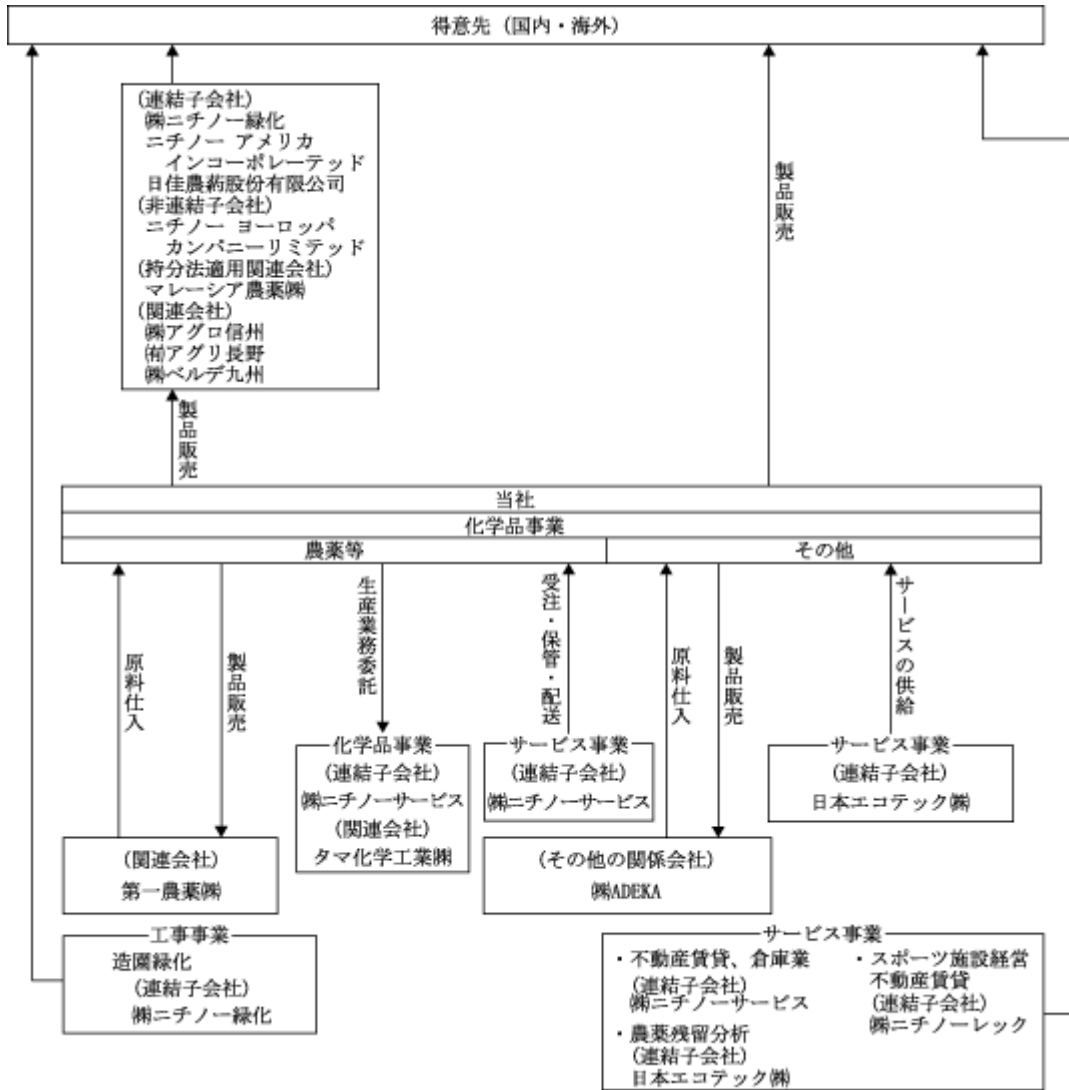 得意先（国内・海外）
(連結子会社)
㈱ニチノー緑化
ニチノー アメリカ
インコーポレーテッド
日佳農葯股份有限公司
(非連結子会社)
ニチノー ヨーロッパ
カンパニーリミテッド
(持分法適用関連会社)
マレーシア農薬㈱
(関連会社)
㈱アグロ信州
㈲アグリ長野
㈱ベルデ九州
製品販売
製品販売
当社
化学品事業
農薬等
その他
原料仕入
製品販売
生産業務委託
受注・保管・配送
原料仕入
製品販売
サービスの供給
化学品事業
(連結子会社)
㈱ニチノーサービス
(関連会社)
タマ化学工業㈱
サービス事業
(連結子会社)
㈱ニチノーサービス
サービス事業
(連結子会社)
日本エコテック㈱
(関連会社)
第一農薬㈱
(その他の関係会社)
㈱ADEKA
工事事業
造園緑化
(連結子会社)
㈱ニチノー緑化
サービス事業
・不動産賃貸、倉庫業
(連結子会社)
㈱ニチノーサービス
・農薬残留分析
(連結子会社)
日本エコテック㈱
・スポーツ施設経営
不動産賃貸
(連結子会社)
㈱ニチノーレック